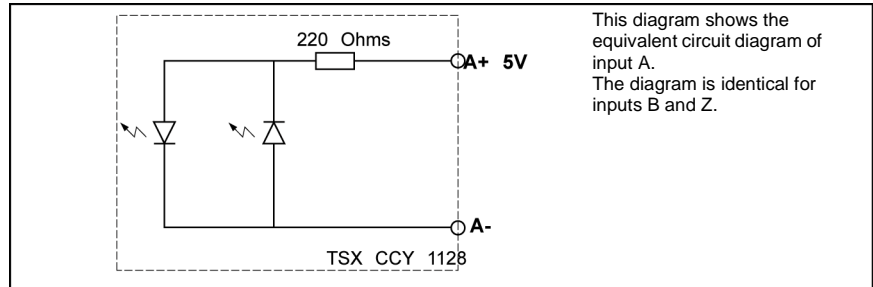 220 Ohms
A+ 5V
A-
TSX CCY 1128
This diagram shows the
equivalent circuit diagram of
input A.
The diagram is identical for
inputs B and Z.